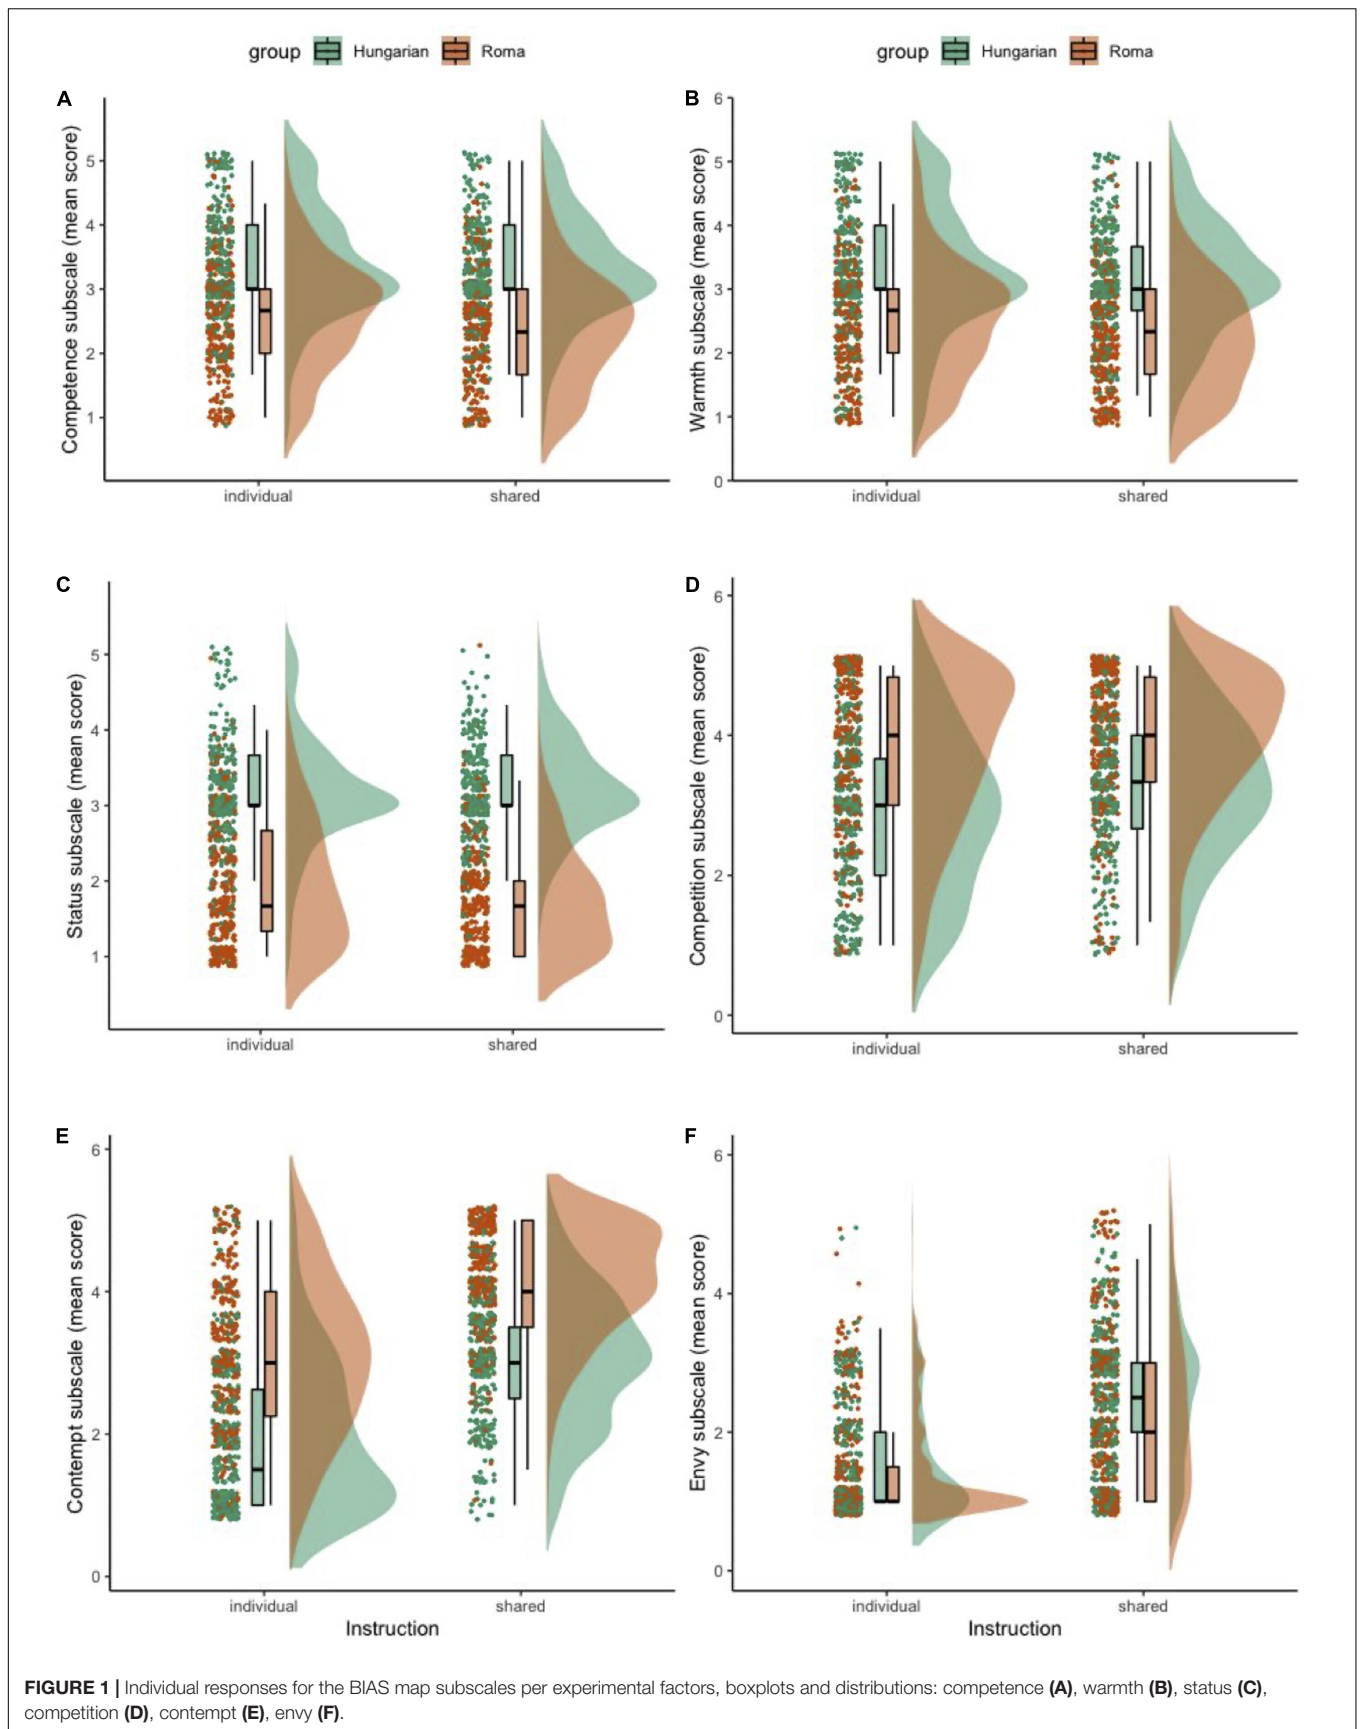 group Hungarian Roma
group Hungarian Roma
A
Competence subscale (mean score)
5
4
3
2
1
individual shared
B
Warmth subscale (mean score)
6
5
4
3
2
1
0
individual shared
C
Status subscale (mean score)
5
4
3
2
1
individual shared
D
Competition subscale (mean score)
6
4
2
0
individual shared
E
Contempt subscale (mean score)
6
4
2
0
individual shared
Instruction
F
Envy subscale (mean score)
6
4
2
0
individual shared
Instruction
FIGURE 1 | Individual responses for the BIAS map subscales per experimental factors, boxplots and distributions: competence (A), warmth (B), status (C),
competition (D), contempt (E), envy (F).